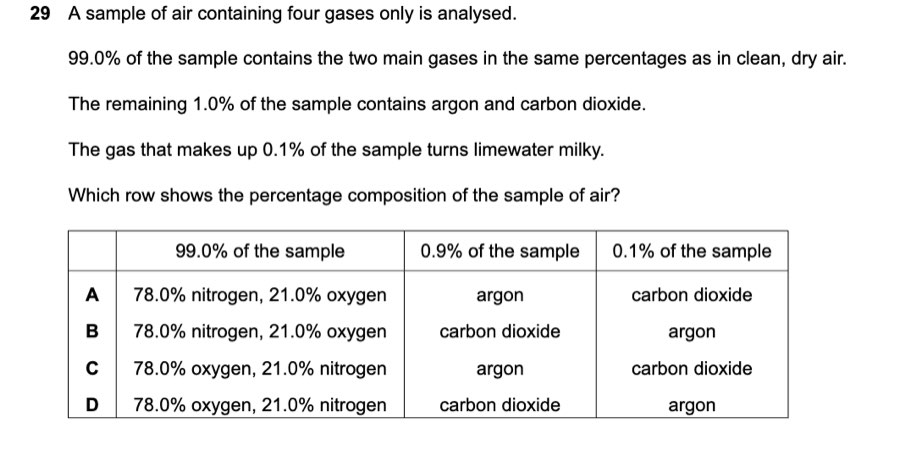 29 A sample of air containing four gases only is analysed.
99.0% of the sample contains the two main gases in the same percentages as in clean, dry air.
The remaining 1.0% of the sample contains argon and carbon dioxide.
The gas that makes up 0.1% of the sample turns limewater milky.
Which row shows the percentage composition of the sample of air?
99.0% of the sample 0.9% of the sample 0.1% of the sample
A 78.0% nitrogen, 21.0% oxygen argon carbon dioxide
B 78.0% nitrogen, 21.0% oxygen carbon dioxide argon
C 78.0% oxygen, 21.0% nitrogen argon carbon dioxide
D 78.0% oxygen, 21.0% nitrogen carbon dioxide argon